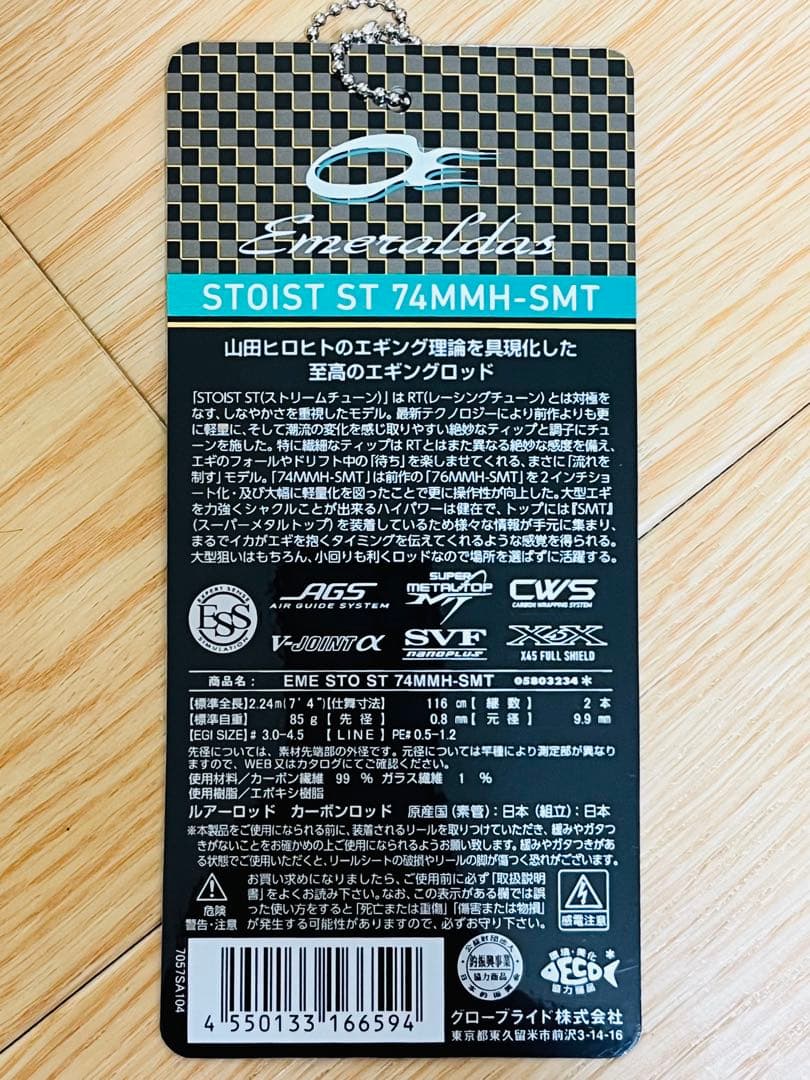 Emeraldas
STOIST ST 74MMH-SMT
山田ヒロヒトのエギング理論を具現化した
至高のエギングロッド
「STOIST ST(ストリームチューン)」は RT(レーシングチューン) とは対極を
なす、しなやかさを重視したモデル。最新テクノロジーにより前作よりも更
に軽量に、そして潮流の変化を感じ取りやすい絶妙なティップと調子にチュ
ーンを施した。特に繊細なティップは RTとはまた異なる絶妙な感度を備え、
エギのフォールやドリフト中の「待ち」を楽しませてくれる、まさに「流れを
制す」モデル。「74MMH-SMT」は前作の「76MMH-SMT」を2インチショ
ート化・及び大幅に軽量化を図ったことで更に操作性が向上した。大型エギ
を力強くシャクルことが出来るハイパワーは健在で、トップには『SMT』
(スーパーメタルトップ) を装着しているため様々な情報が手元に集まり、
まるでイカがエギを抱くタイミングを伝えてくれるような感覚を得られる。
大型狙いはもちろん、小回りも利くロッドなので場所を選ばずに活躍する。
EXPERT SENSE
ESS
SIMULATION
AGS
AIR GUIDE SYSTEM
SUPER
METALTOP
MT
CWS
CARBON WRAPPING SYSTEM
V-JOINT α
SVF
nanoPLUS
X45X
X45 FULL SHIELD
商品名: EME STO ST 74MMH-SMT 05803234*
【標準全長】2.24m(7'4")【仕舞寸法】 116 cm【 継 数 】 2 本
【標準自重】 85 g【 先 径 】 0.8 mm【 元 径 】 9.9 mm
[EGI SIZE]# 3.0-4.5 【 LINE 】 PE# 0.5-1.2
先径については、素材先端部の外径です。元径については竿種により測定部が異なり
ますので、WEB又はカタログにてご確認ください。
使用材料/カーボン繊維 99 % ガラス繊維 1 %
使用樹脂/エポキシ樹脂
ルアーロッド カーボンロッド 原産国(素管):日本(組立):日本
※本製品をご使用になられる前に、装着されるリールを取りつけていただき、緩みやガタつ
きがないことをお確かめの上ご使用になられるようお願い致します。緩みやガタつきがあ
る状態でご使用いただくと、リールシートの破損やリールの脚が傷つく恐れがございます。
危険
警告・注意
お買い求めになりましたら、ご使用前に必ず「取扱説明
書」をよくお読み下さい。なお、この表示がある欄では誤
った使い方をすると「死亡または重傷」「傷害または物損」
が発生する可能性がありますので、必ずお守り下さい。
感電注意
7057SA104
4 550133 166594
公益財団法人
釣振興事業
協力商品
日本釣振興会
環境・美化
DECO
協力商品
グローブライド株式会社
東京都東久留米市前沢3-14-16